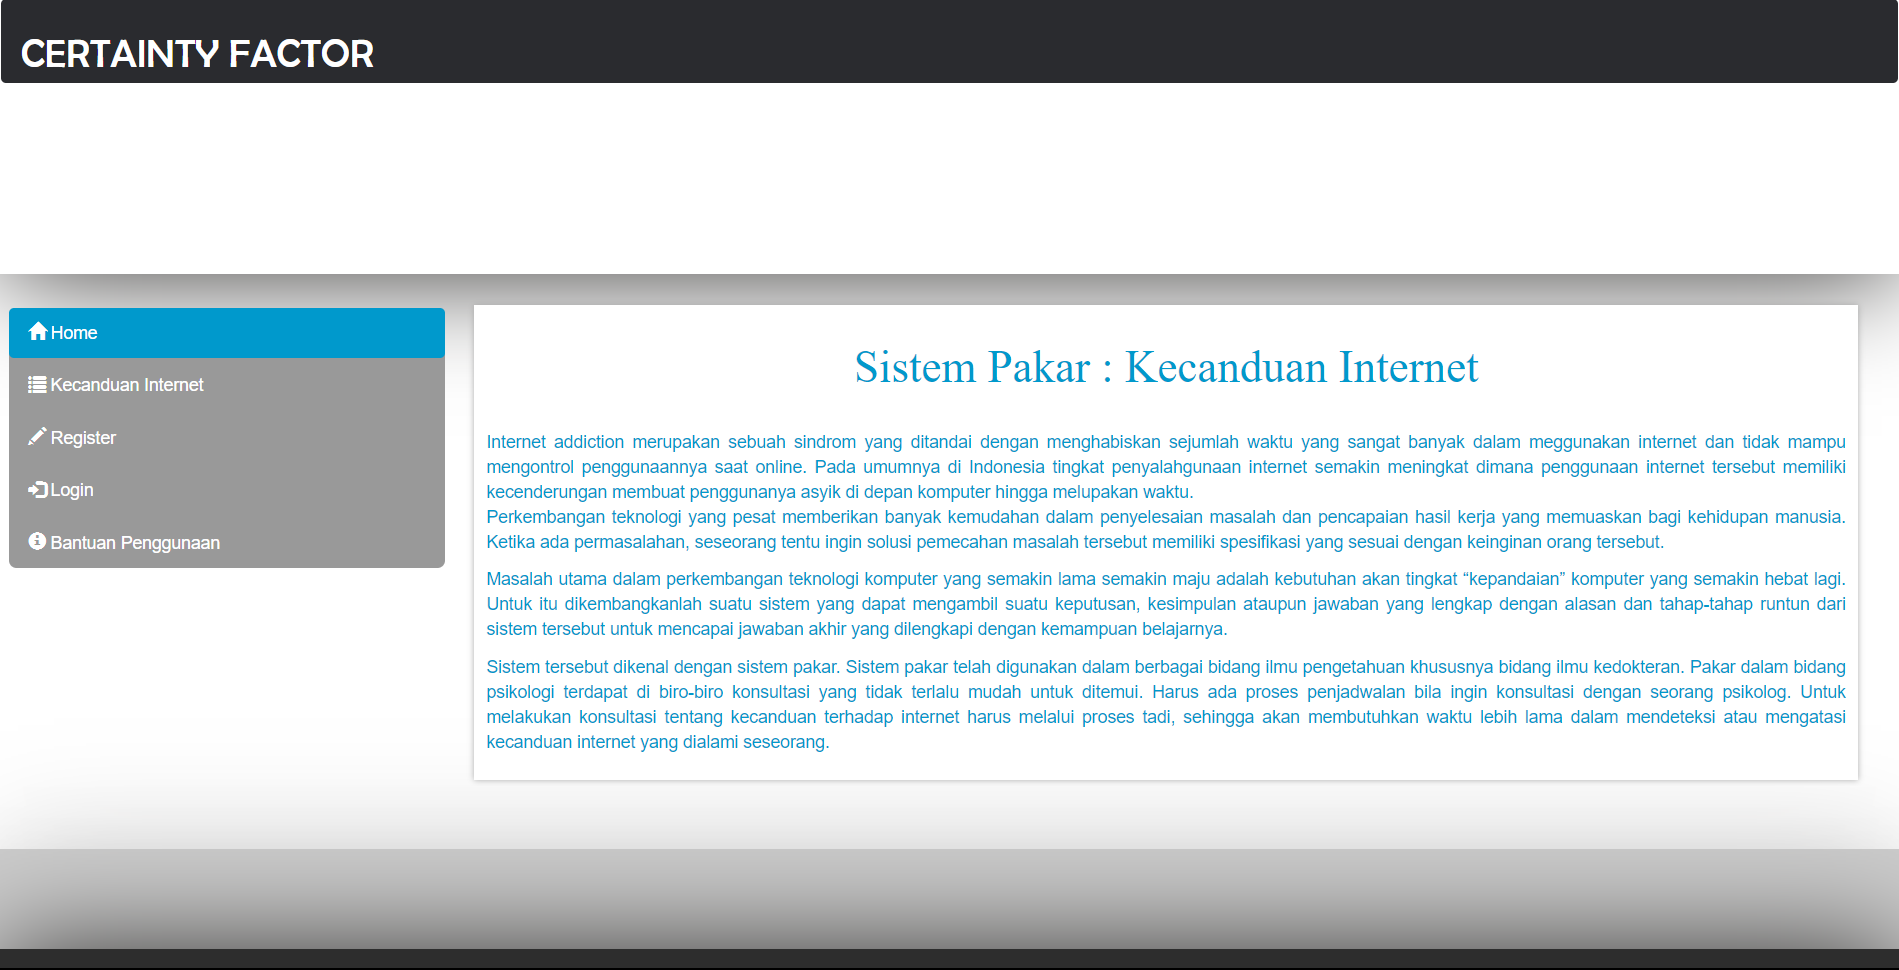 CERTAINTY FACTOR
Home
Kecanduan Internet
Register
Login
Bantuan Penggunaan
Sistem Pakar : Kecanduan Internet
Internet addiction merupakan sebuah sindrom yang ditandai dengan menghabiskan sejumlah waktu yang sangat banyak dalam meggunakan internet dan tidak mampu
mengontrol penggunaannya saat online. Pada umumnya di Indonesia tingkat penyalahgunaan internet semakin meningkat dimana penggunaan internet tersebut memiliki
kecenderungan membuat penggunanya asyik di depan komputer hingga melupakan waktu.
Perkembangan teknologi yang pesat memberikan banyak kemudahan dalam penyelesaian masalah dan pencapaian hasil kerja yang memuaskan bagi kehidupan manusia.
Ketika ada permasalahan, seseorang tentu ingin solusi pemecahan masalah tersebut memiliki spesifikasi yang sesuai dengan keinginan orang tersebut.
Masalah utama dalam perkembangan teknologi komputer yang semakin lama semakin maju adalah kebutuhan akan tingkat “kepandaian” komputer yang semakin hebat lagi.
Untuk itu dikembangkanlah suatu sistem yang dapat mengambil suatu keputusan, kesimpulan ataupun jawaban yang lengkap dengan alasan dan tahap-tahap runtun dari
sistem tersebut untuk mencapai jawaban akhir yang dilengkapi dengan kemampuan belajarnya.
Sistem tersebut dikenal dengan sistem pakar. Sistem pakar telah digunakan dalam berbagai bidang ilmu pengetahuan khususnya bidang ilmu kedokteran. Pakar dalam bidang
psikologi terdapat di biro-biro konsultasi yang tidak terlalu mudah untuk ditemui. Harus ada proses penjadwalan bila ingin konsultasi dengan seorang psikolog. Untuk
melakukan konsultasi tentang kecanduan terhadap internet harus melalui proses tadi, sehingga akan membutuhkan waktu lebih lama dalam mendeteksi atau mengatasi
kecanduan internet yang dialami seseorang.